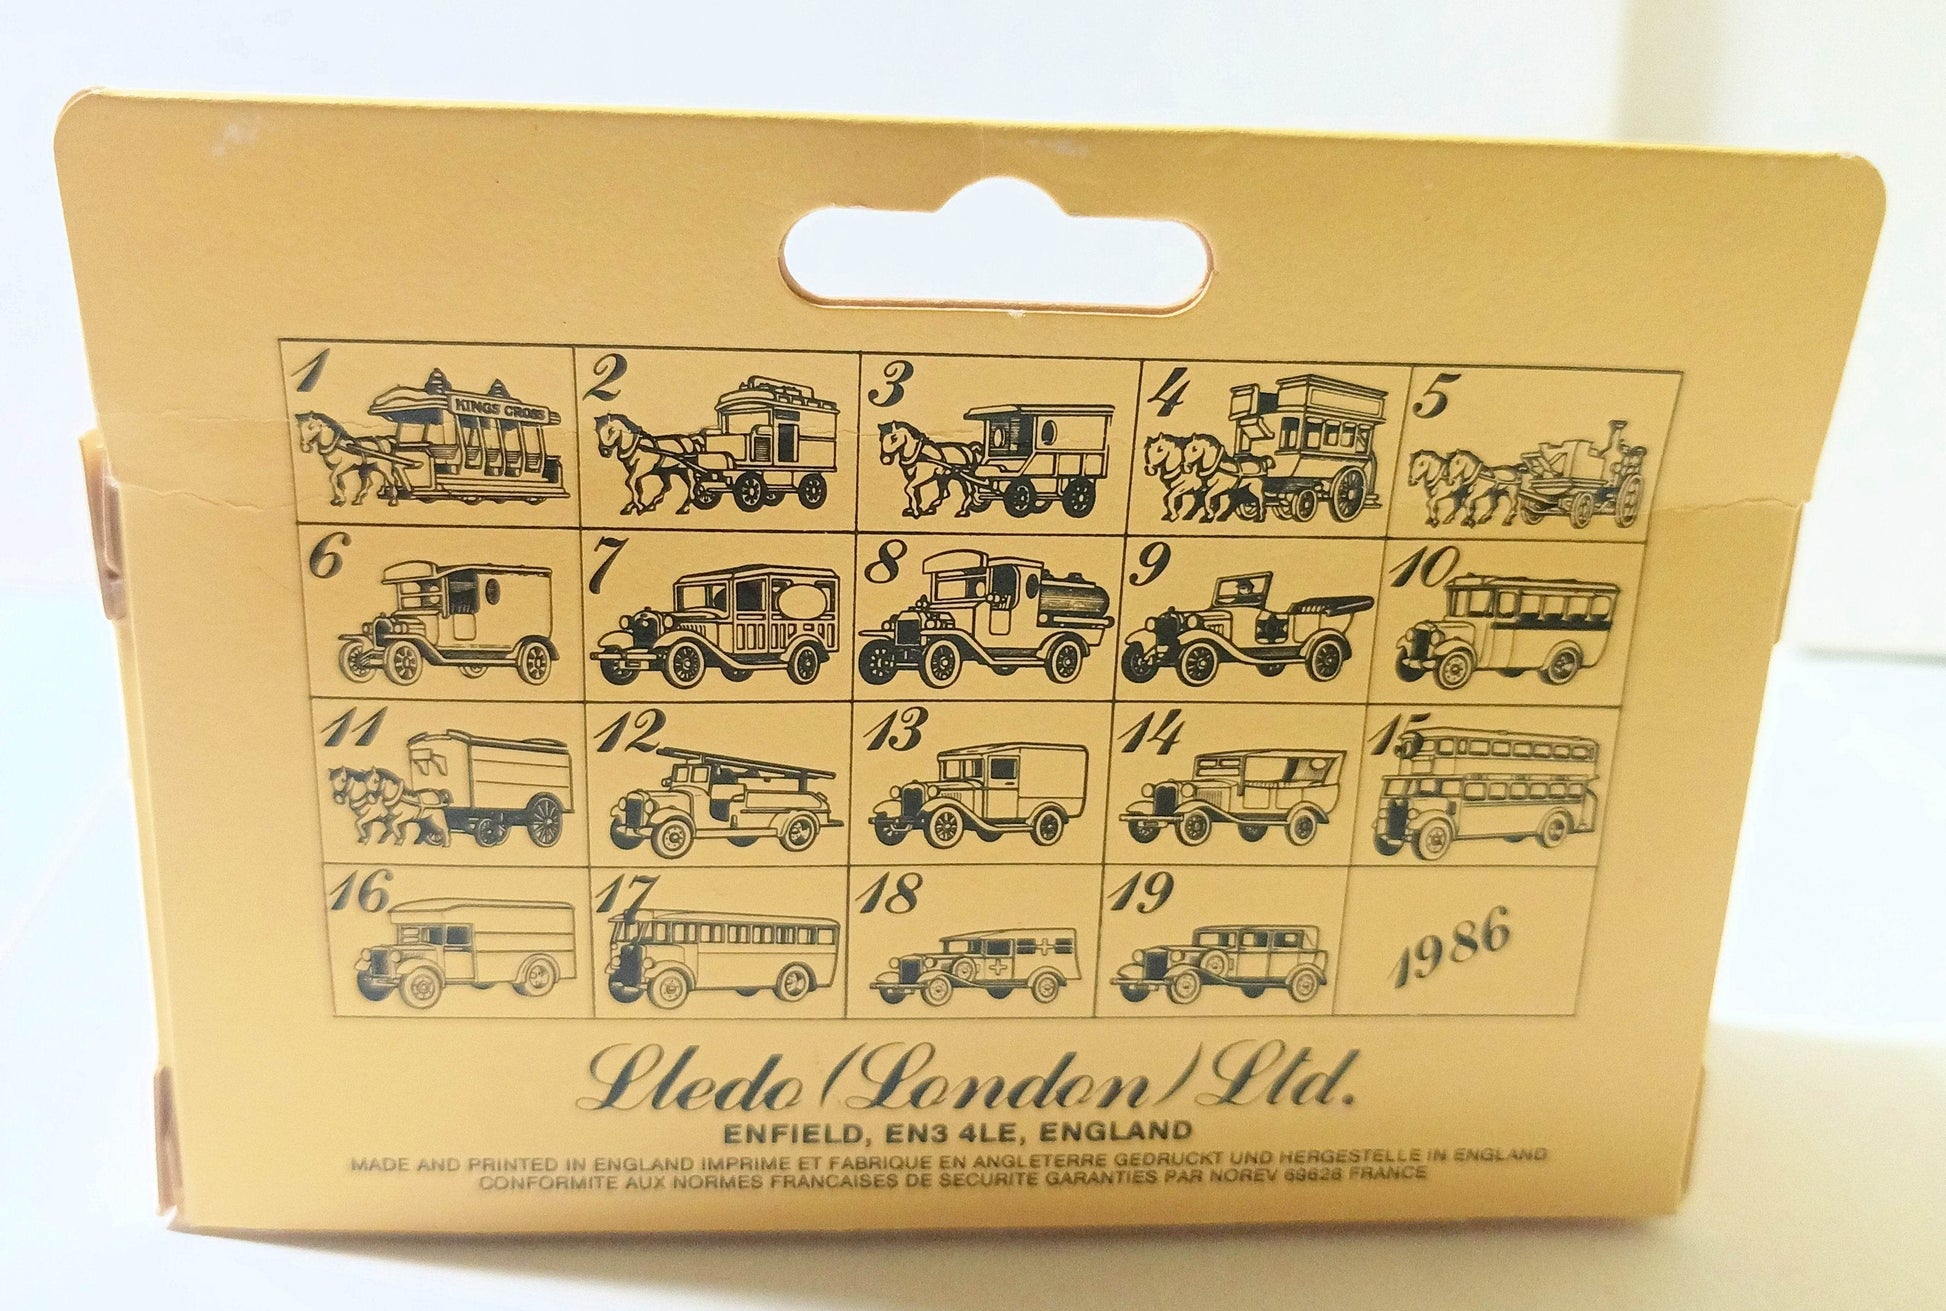 1 2 3 4 5
KINGS CROSS
6 7 8 9 10
11 12 13 14 15
16 17 18 19
1986
Lledo (London) Ltd.
ENFIELD, EN3 4LE, ENGLAND
MADE AND PRINTED IN ENGLAND IMPRIME ET FABRIQUE EN ANGLETERRE GEDRUCKT UND HERGESTELLE IN ENGLAND
CONFORMITE AUX NORMES FRANCAISES DE SECURITE GARANTIES PAR NOREV 69626 FRANCE